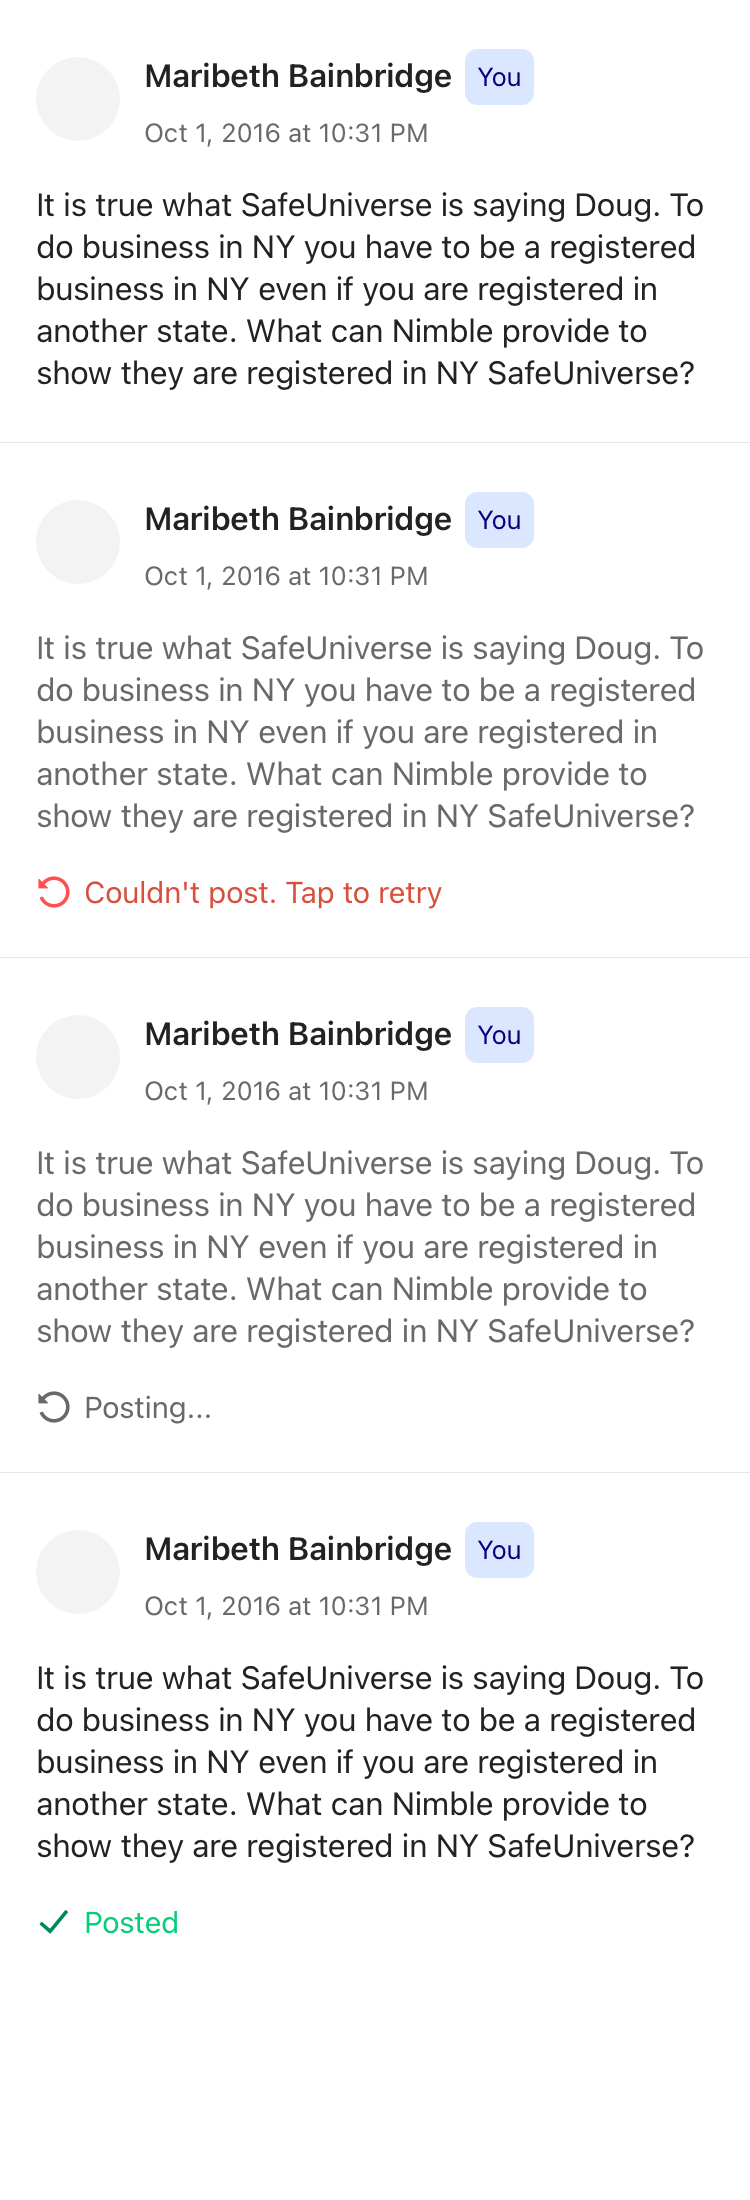 Maribeth Bainbridge You
Oct 1, 2016 at 10:31 PM
It is true what SafeUniverse is saying Doug. To
do business in NY you have to be a registered
business in NY even if you are registered in
another state. What can Nimble provide to
show they are registered in NY SafeUniverse?
Maribeth Bainbridge You
Oct 1, 2016 at 10:31 PM
It is true what SafeUniverse is saying Doug. To
do business in NY you have to be a registered
business in NY even if you are registered in
another state. What can Nimble provide to
show they are registered in NY SafeUniverse?
Couldn't post. Tap to retry
Maribeth Bainbridge You
Oct 1, 2016 at 10:31 PM
It is true what SafeUniverse is saying Doug. To
do business in NY you have to be a registered
business in NY even if you are registered in
another state. What can Nimble provide to
show they are registered in NY SafeUniverse?
Posting...
Maribeth Bainbridge You
Oct 1, 2016 at 10:31 PM
It is true what SafeUniverse is saying Doug. To
do business in NY you have to be a registered
business in NY even if you are registered in
another state. What can Nimble provide to
show they are registered in NY SafeUniverse?
Posted